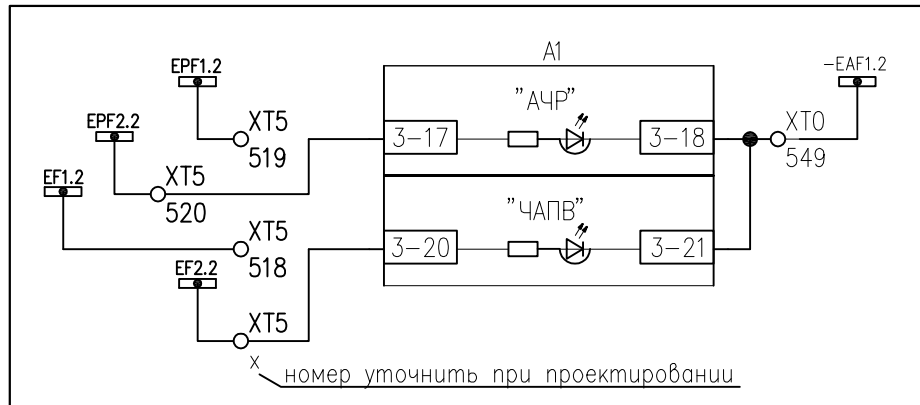 A1
EPF1.2
-EAF1.2
"АЧР"
EPF2.2
XT5
519
3-17
3-18
XT0
549
EF1.2
XT5
520
"ЧАПВ"
XT5
518
3-20
3-21
EF2.2
XT5
x
номер уточнить при проектировании